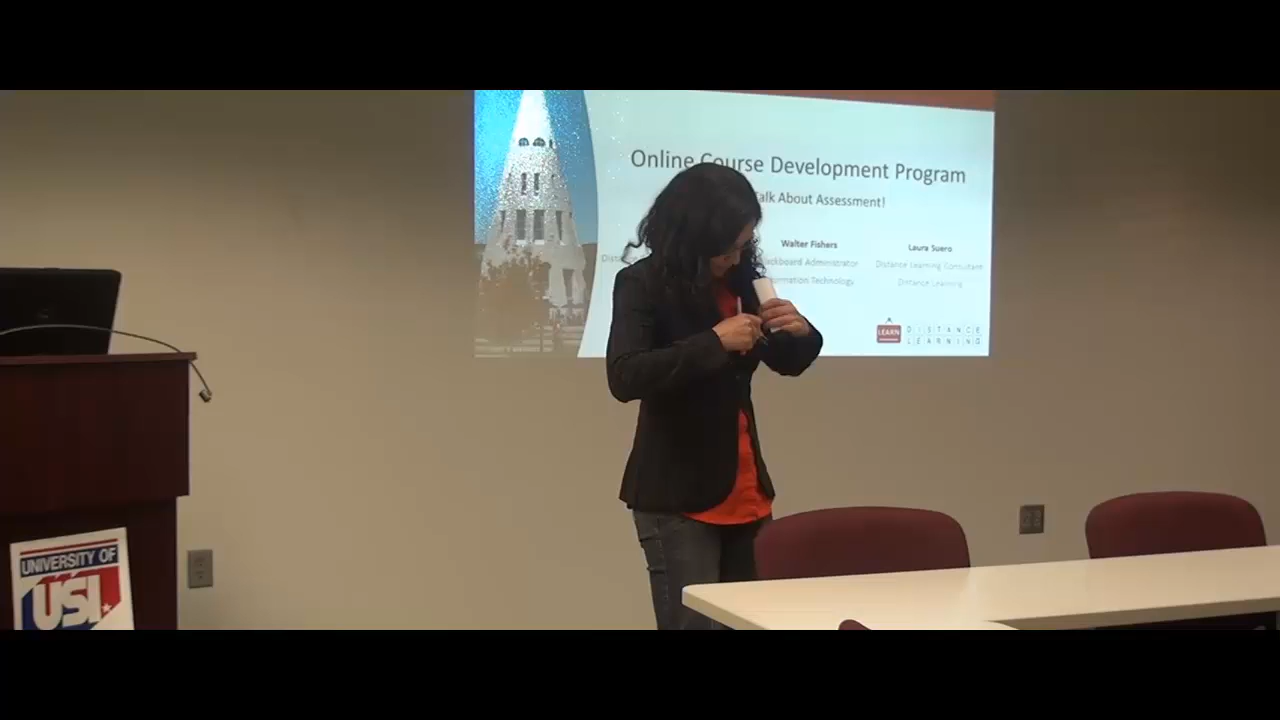 Online Course Development Program
Talk About Assessment!
Walter Fishers
Laura Suero
Blackboard Administrator
Distance Learning Consultant
Information Technology
Distance Learning
LEARN
DISTANCE
LEARNING
UNIVERSITY OF
USI